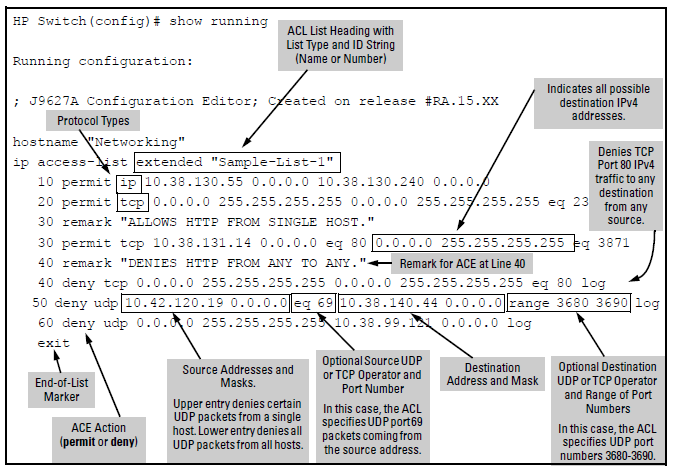 HP Switch(config)# show running
ACL List Heading with
List Type and ID String
(Name or Number)
Running configuration:
Indicates all possible
destination IPv4
addresses.
; J9627A Configuration Editor; Created on release #RA.15.XX
Protocol Types
hostname "Networking"
Denies TCP
Port 80 IPv4
traffic to any
destination
from any
source.
ip access-list extended "Sample-List-1"
10 permit ip 10.38.130.55 0.0.0.0 10.38.130.240 0.0.0.0
20 permit tcp 0.0.0.0 255.255.255.255 0.0.0.0 255.255.255.255 eq 23
30 remark "ALLOWS HTTP FROM SINGLE HOST."
30 permit tcp 10.38.131.14 0.0.0.0 eq 80 0.0.0.0 255.255.255.255 eq 3871
40 remark "DENIES HTTP FROM ANY TO ANY."
Remark for ACE at Line 40
40 deny tcp 0.0.0.0 255.255.255.255 0.0.0.0 255.255.255.255 eq 80 log
50 deny udp 10.42.120.19 0.0.0.0 eq 69 10.38.140.44 0.0.0.0 range 3680 3690 log
60 deny udp 0.0.0.0 255.255.255.255 10.38.99.121 0.0.0.0 log
exit
End-of-List
Marker
ACE Action
(permit or deny)
Source Addresses and
Masks.
Upper entry denies certain
UDP packets from a single
host. Lower entry denies all
UDP packets from all hosts.
Optional Source UDP
or TCP Operator and
Port Number
In this case, the ACL
specifies UDP port 69
packets coming from
the source address.
Destination
Address and Mask
Optional Destination
UDP or TCP Operator
and Range of Port
Numbers
In this case, the ACL
specifies UDP port
numbers 3680-3690.